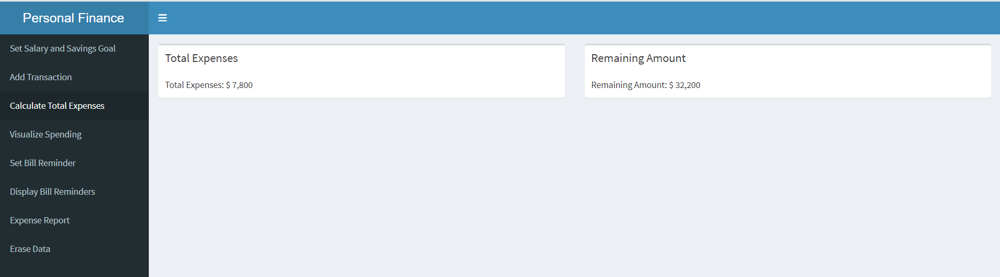 Personal Finance
Set Salary and Savings Goal
Add Transaction
Calculate Total Expenses
Visualize Spending
Set Bill Reminder
Display Bill Reminders
Expense Report
Erase Data
Total Expenses
Total Expenses: $ 7,800
Remaining Amount
Remaining Amount: $ 32,200